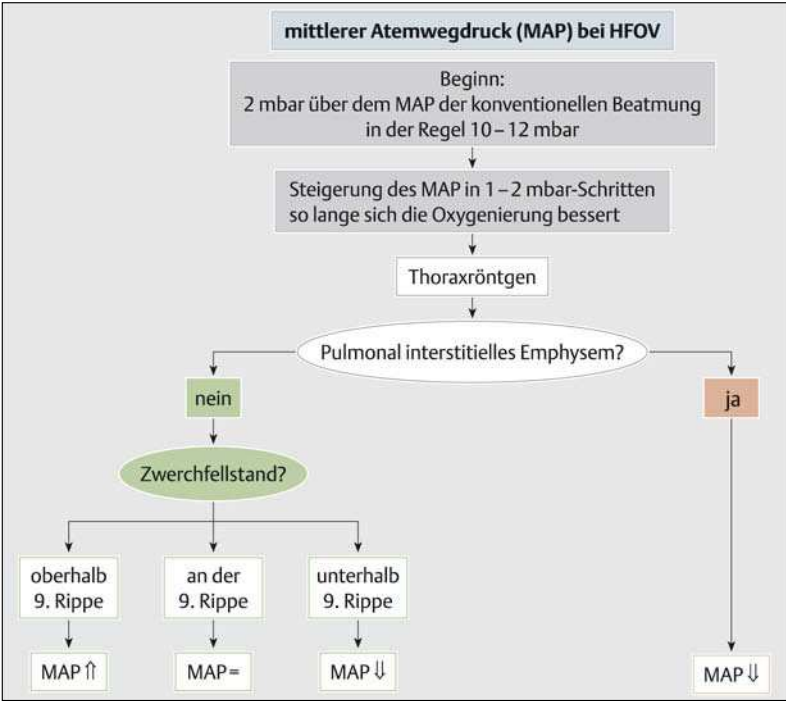 mittlerer Atemwegdruck (MAP) bei HFOV
Beginn:
2 mbar über dem MAP der konventionellen Beatmung
in der Regel 10–12 mbar
Steigerung des MAP in 1–2 mbar-Schritten
so lange sich die Oxygenierung bessert
Thoraxröntgen
Pulmonal interstitielles Emphysem?
nein
ja
Zwerchfellstand?
oberhalb
9. Rippe
an der
9. Rippe
unterhalb
9. Rippe
MAP ⇑
MAP =
MAP ⇓
MAP ⇓